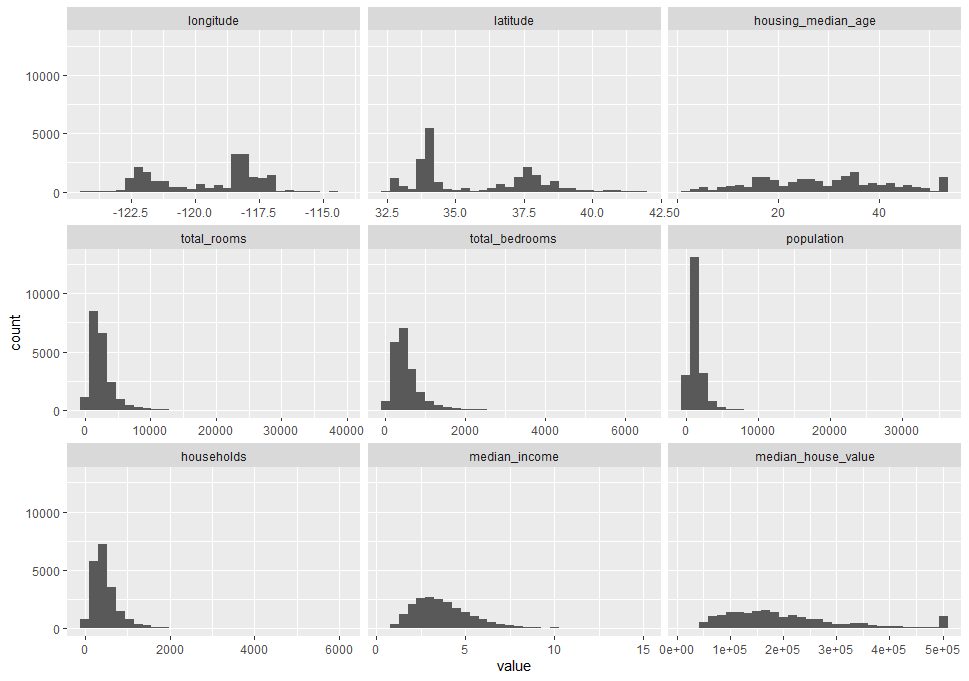 longitude latitude housing_median_age
10000
5000
0
-122.5 -120.0 -117.5 -115.0 32.5 35.0 37.5 40.0 42.5 0 20 40
total_rooms total_bedrooms population
10000
5000
0
0 10000 20000 30000 40000 0 2000 4000 6000 0 10000 20000 30000
households median_income median_house_value
10000
5000
0
0 2000 4000 6000 0 5 10 15 0e+00 1e+05 2e+05 3e+05 4e+05 5e+05
count
value